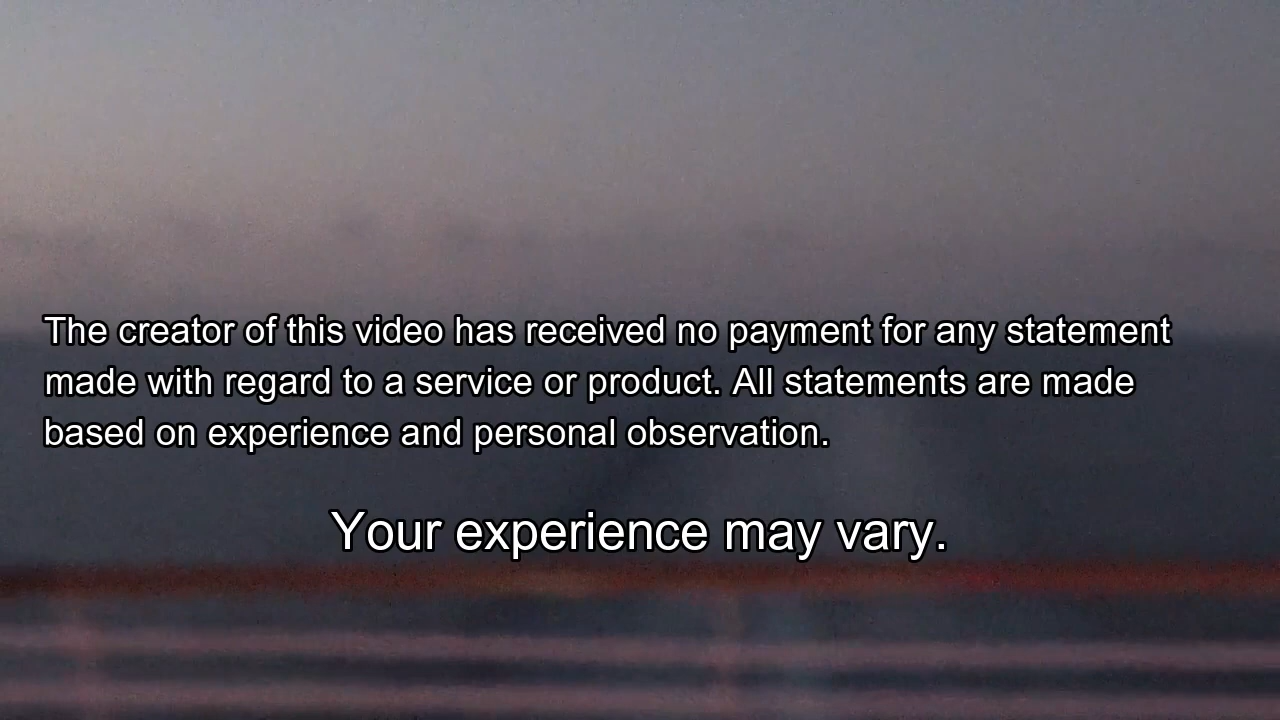 The creator of this video has received no payment for any statement
made with regard to a service or product. All statements are made
based on experience and personal observation.
Your experience may vary.